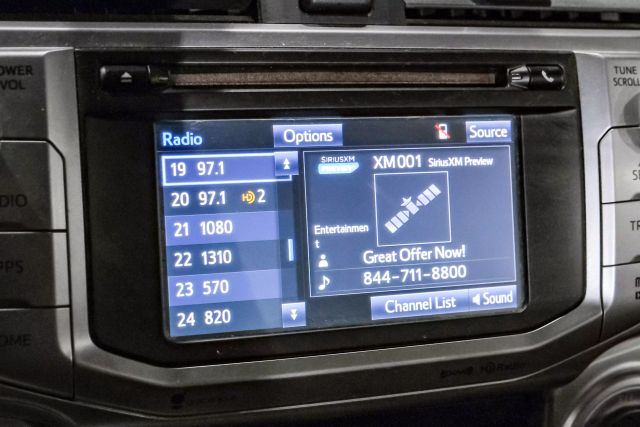 POWER
VOL
TUNE
SCROLL
Radio
Options
Source
19 97.1
20 97.1 HD 2
21 1080
22 1310
23 570
24 820
SIRIUSXM
XM001 SiriusXM Preview
Entertainmen
t
Great Offer Now!
844-711-8800
Channel List
Sound